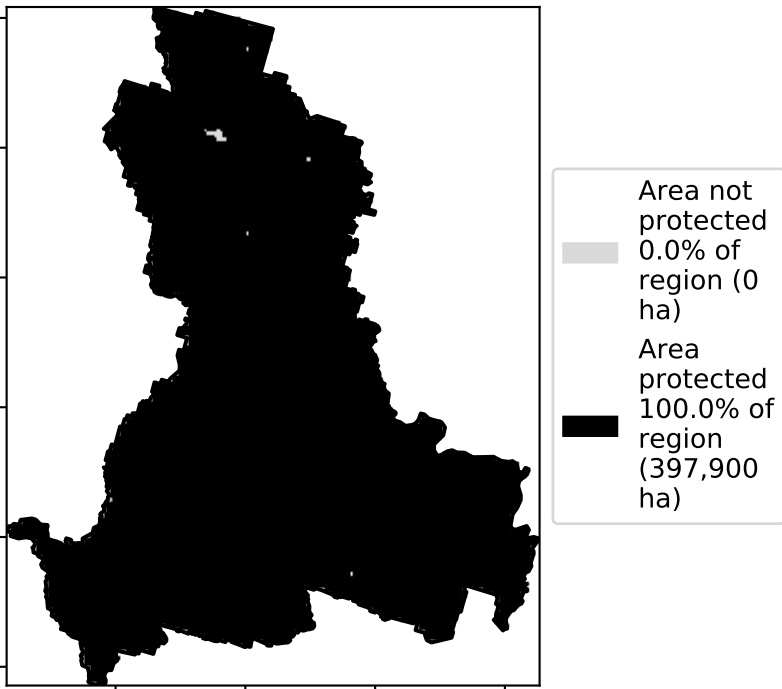 Area not
protected
0.0% of
region (0
ha)
Area
protected
100.0% of
region
(397,900
ha)